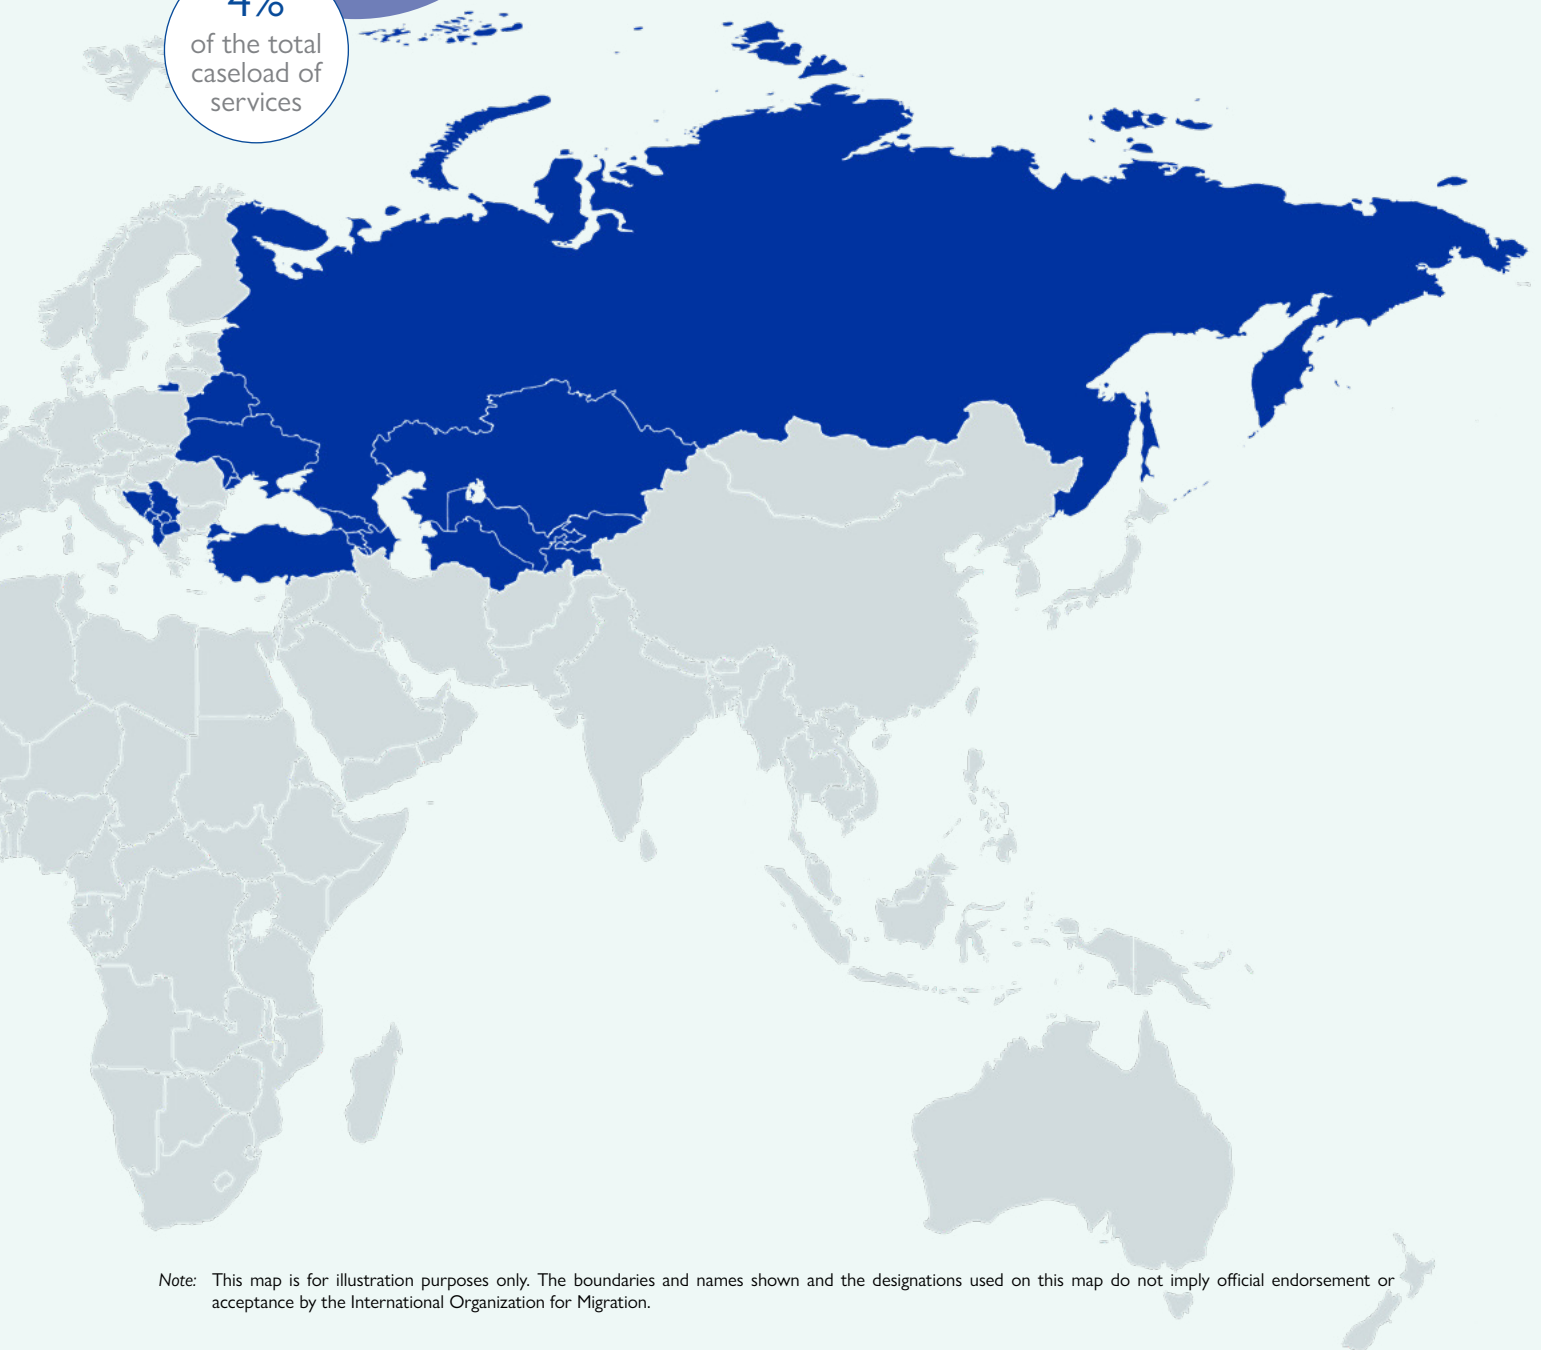 4%
of the total
caseload of
services
Note: This map is for illustration purposes only. The boundaries and names shown and the designations used on this map do not imply official endorsement or
acceptance by the International Organization for Migration.